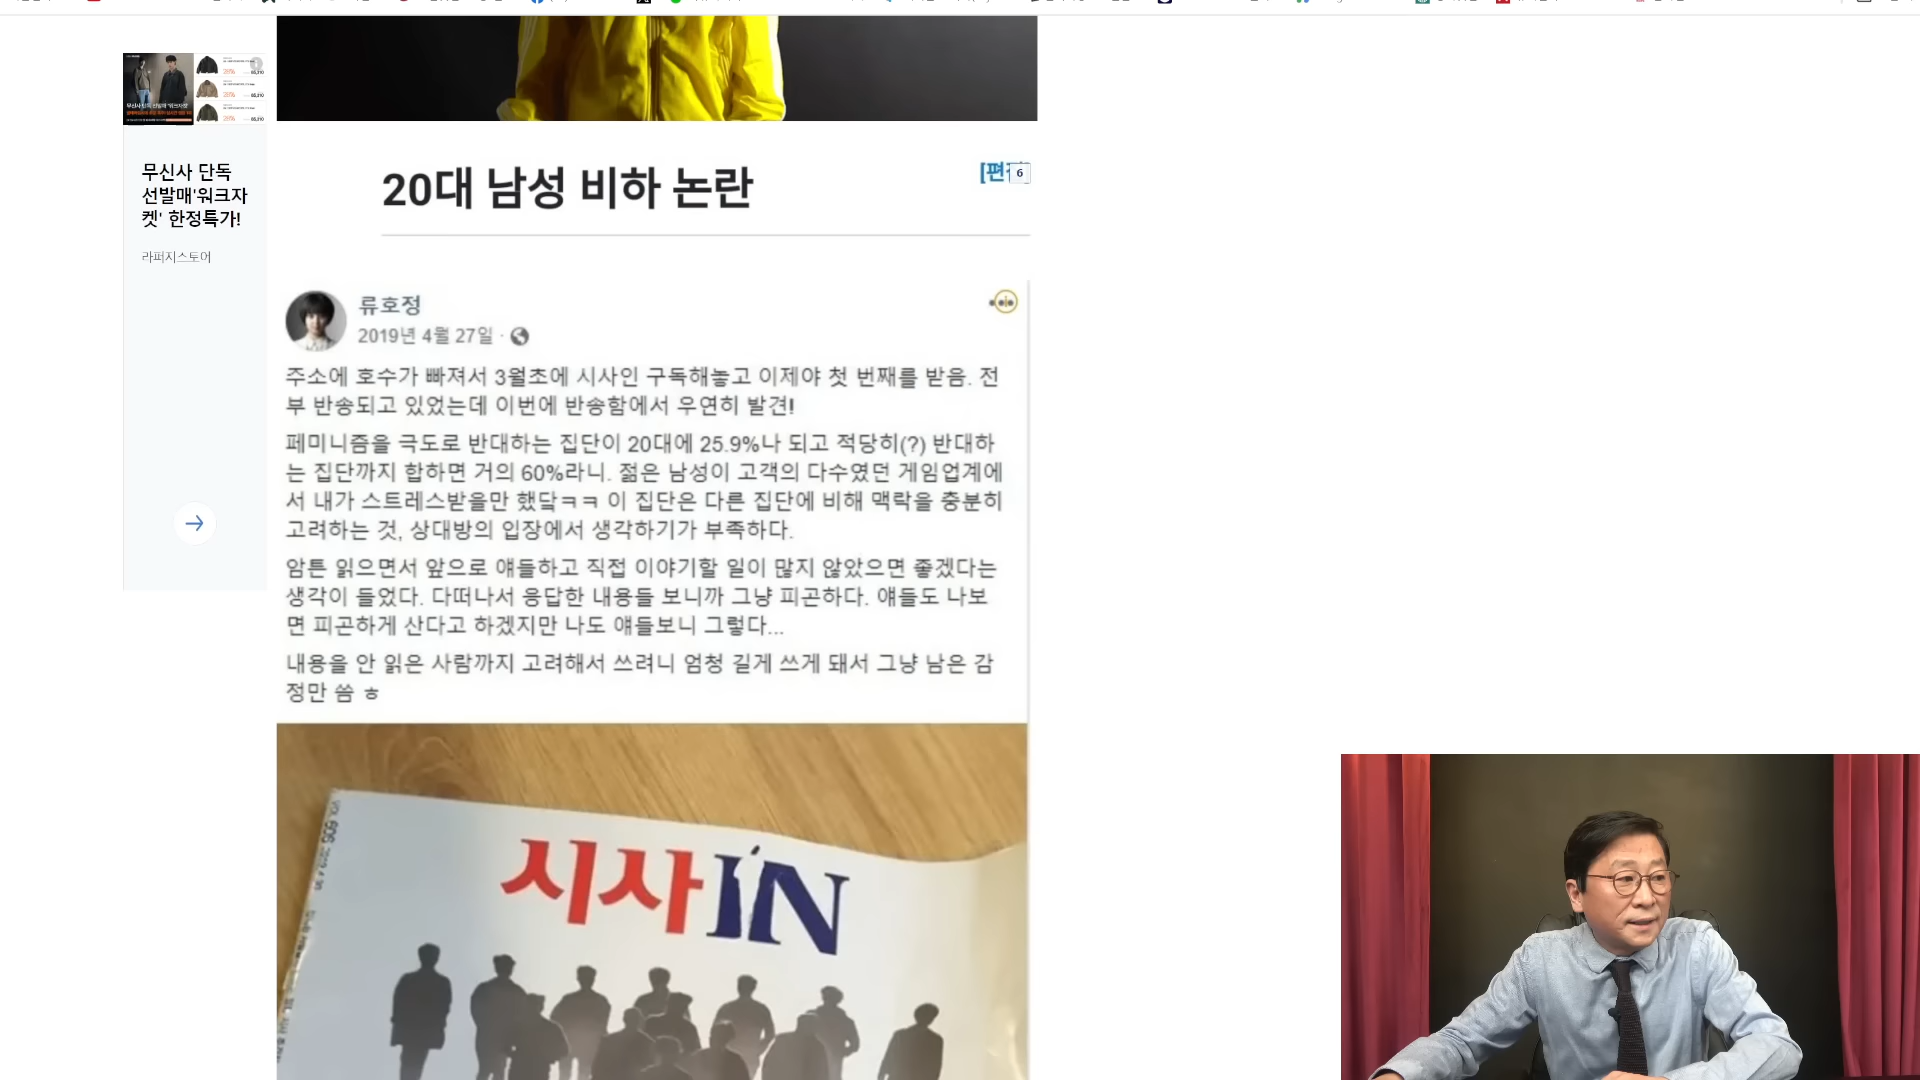 무신사 단독
선발매'워크자
켓' 한정특가!
라퍼지스토어
20대 남성 비하 논란
[편
6
류호정
2019년 4월 27일 ·
주소에 호수가 빠져서 3월초에 시사인 구독해놓고 이제야 첫 번째를 받음. 전
부 반송되고 있었는데 이번에 반송함에서 우연히 발견!
페미니즘을 극도로 반대하는 집단이 20대에 25.9%나 되고 적당히(?) 반대하
는 집단까지 합하면 거의 60%라니. 젊은 남성이 고객의 다수였던 게임업계에
서 내가 스트레스받을만 했닼ㅋㅋ 이 집단은 다른 집단에 비해 맥락을 충분히
고려하는 것, 상대방의 입장에서 생각하기가 부족하다.
암튼 읽으면서 앞으로 얘들하고 직접 이야기할 일이 많지 않았으면 좋겠다는
생각이 들었다. 다떠나서 응답한 내용들 보니까 그냥 피곤하다. 얘들도 나보
면 피곤하게 산다고 하겠지만 나도 얘들보니 그렇다...
내용을 안 읽은 사람까지 고려해서 쓰려니 엄청 길게 쓰게 돼서 그냥 남은 감
정만 씀 ㅎ
시사IN